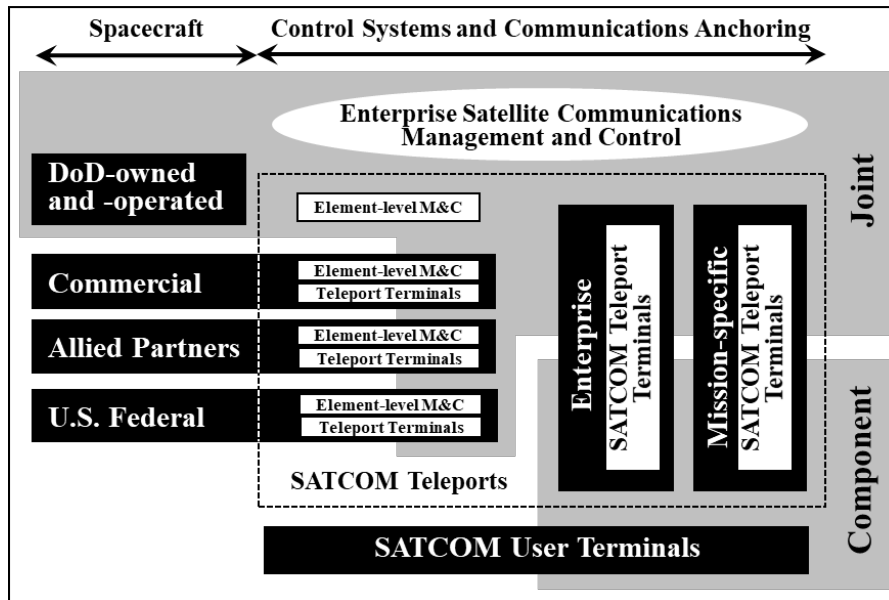 Spacecraft
Control Systems and Communications Anchoring
Enterprise Satellite Communications
Management and Control
DoD-owned
and -operated
Element-level M&C
Commercial
Element-level M&C
Teleport Terminals
Allied Partners
Element-level M&C
Teleport Terminals
U.S. Federal
Element-level M&C
Teleport Terminals
SATCOM Teleports
Enterprise
SATCOM Teleport
Terminals
Mission-specific
SATCOM Teleport
Terminals
Joint
Component
SATCOM User Terminals